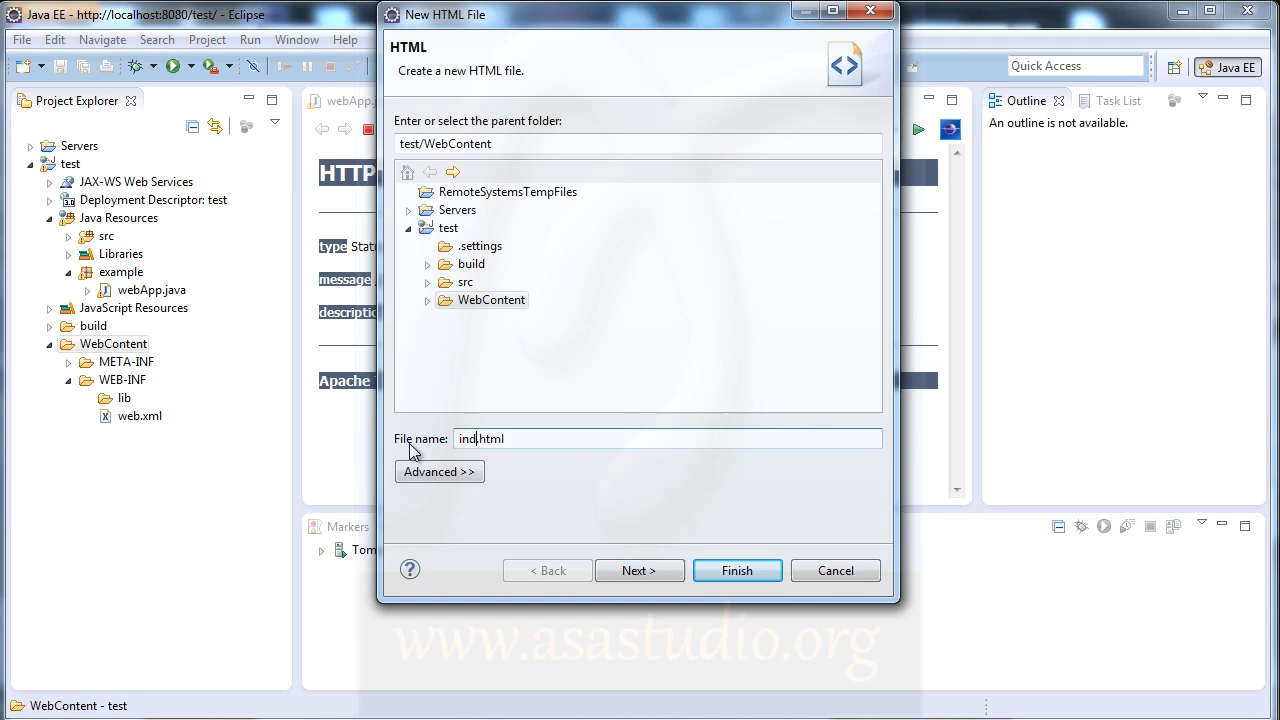 Java EE - http://localhost:8080/test/ - Eclipse
New HTML File
File Edit Navigate Search Project Run Window Help
HTML
Create a new HTML file.
Quick Access
Java EE
Project Explorer
webApp.j
Outline
Task List
Enter or select the parent folder:
An outline is not available.
test/WebContent
Servers
test
HTTP
RemoteSystemsTempFiles
JAX-WS Web Services
Deployment Descriptor: test
Servers
Java Resources
test
src
type Stat
.settings
Libraries
build
example
message
src
webApp.java
WebContent
JavaScript Resources
descriptio
build
WebContent
META-INF
WEB-INF
Apache
lib
web.xml
File name: ind.html
Advanced >>
Markers
Tom
< Back Next > Finish Cancel
www.asastudio.org
WebContent - test